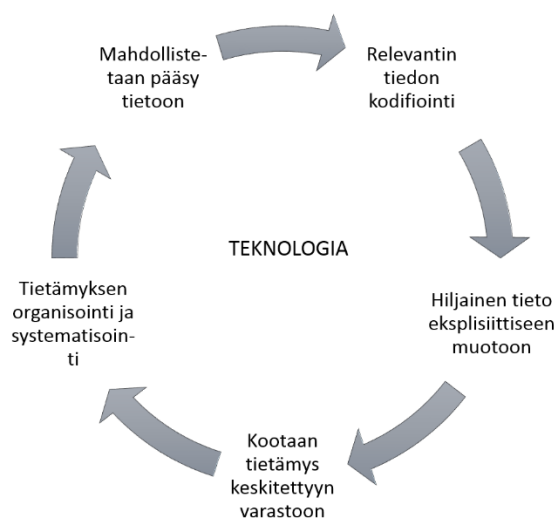 Mahdolliste-
taan pääsy
tietoon
Relevantin
tiedon
kodifiointi
TEKNOLOGIA
Hiljainen tieto
eksplisiittiseen
muotoon
Kootaan
tietämys
keskitettyyn
varastoon
Tietämyksen
organisointi ja
systematisoin-
ti